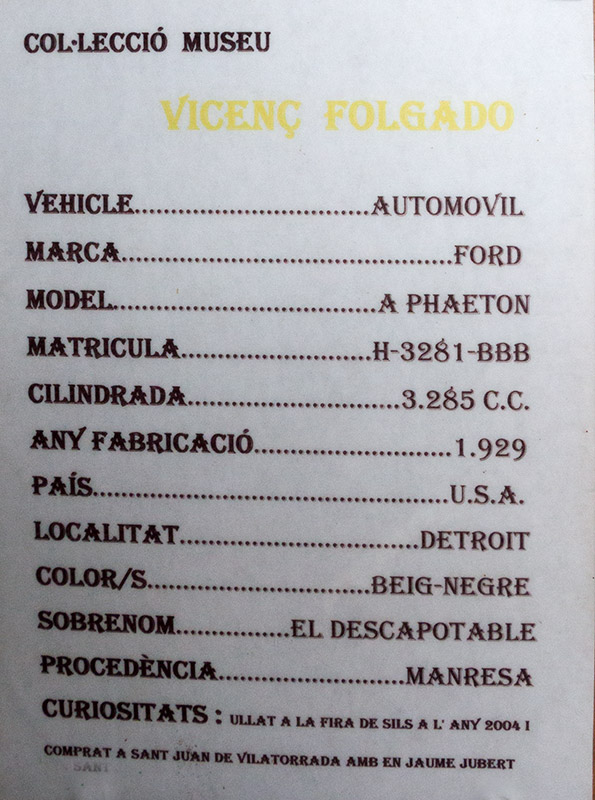 COL·LECCIÓ MUSEU
VICENÇ FOLGADO
VEHICLE..............................AUTOMOVIL
MARCA..........................................FORD
MODEL..................................A PHAETON
MATRICULA........................H-3281-BBB
CILINDRADA...........................3.285 C.C.
ANY FABRICACIÓ.........................1.929
PAÍS.............................................U.S.A.
LOCALITAT..............................DETROIT
COLOR/S............................BEIG-NEGRE
SOBRENOM..............EL DESCAPOTABLE
PROCEDÈNCIA.......................MANRESA
CURIOSITATS : ULLAT A LA FIRA DE SILS A L' ANY 2004 I
COMPRAT A SANT JUAN DE VILATORRADA AMB EN JAUME JUBERT
SANT